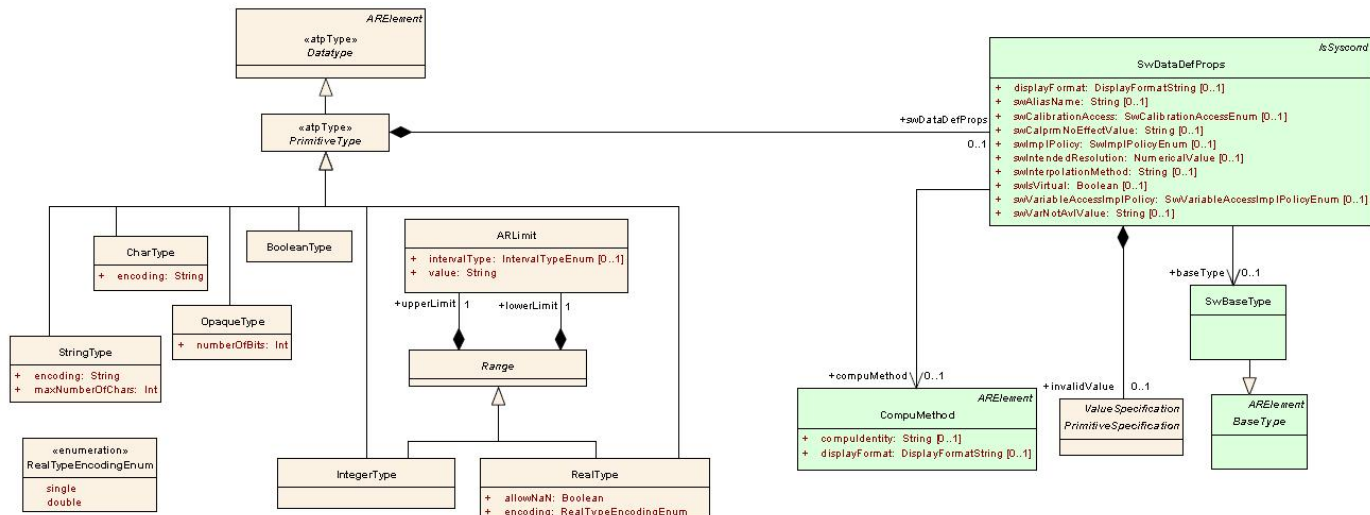 ARElement
«atpType»
Datatype
«atpType»
PrimitiveType
+swDataDefProps
0..1
IsSyscond
SwDataDefProps
+ displayFormat: DisplayFormatString [0..1]
+ swAliasName: String [0..1]
+ swCalibrationAccess: SwCalibrationAccessEnum [0..1]
+ swCalprmNoEffectValue: String [0..1]
+ swImplPolicy: SwImplPolicyEnum [0..1]
+ swIntendedResolution: NumericalValue [0..1]
+ swInterpolationMethod: String [0..1]
+ swIsVirtual: Boolean [0..1]
+ swVariableAccessImplPolicy: SwVariableAccessImplPolicyEnum [0..1]
+ swVarNotAvlValue: String [0..1]
CharType
+ encoding: String
BooleanType
ARLimit
+ intervalType: IntervalTypeEnum [0..1]
+ value: String
+upperLimit 1
+lowerLimit 1
OpaqueType
+ numberOfBits: Int
StringType
+ encoding: String
+ maxNumberOfChars: Int
Range
+baseType 0..1
SwBaseType
+compuMethod 0..1
+invalidValue 0..1
ARElement
CompuMethod
+ compuIdentity: String [0..1]
+ displayFormat: DisplayFormatString [0..1]
ValueSpecification
PrimitiveSpecification
ARElement
BaseType
«enumeration»
RealTypeEncodingEnum
single
double
IntegerType
RealType
+ allowNaN: Boolean
+ encoding: RealTypeEncodingEnum